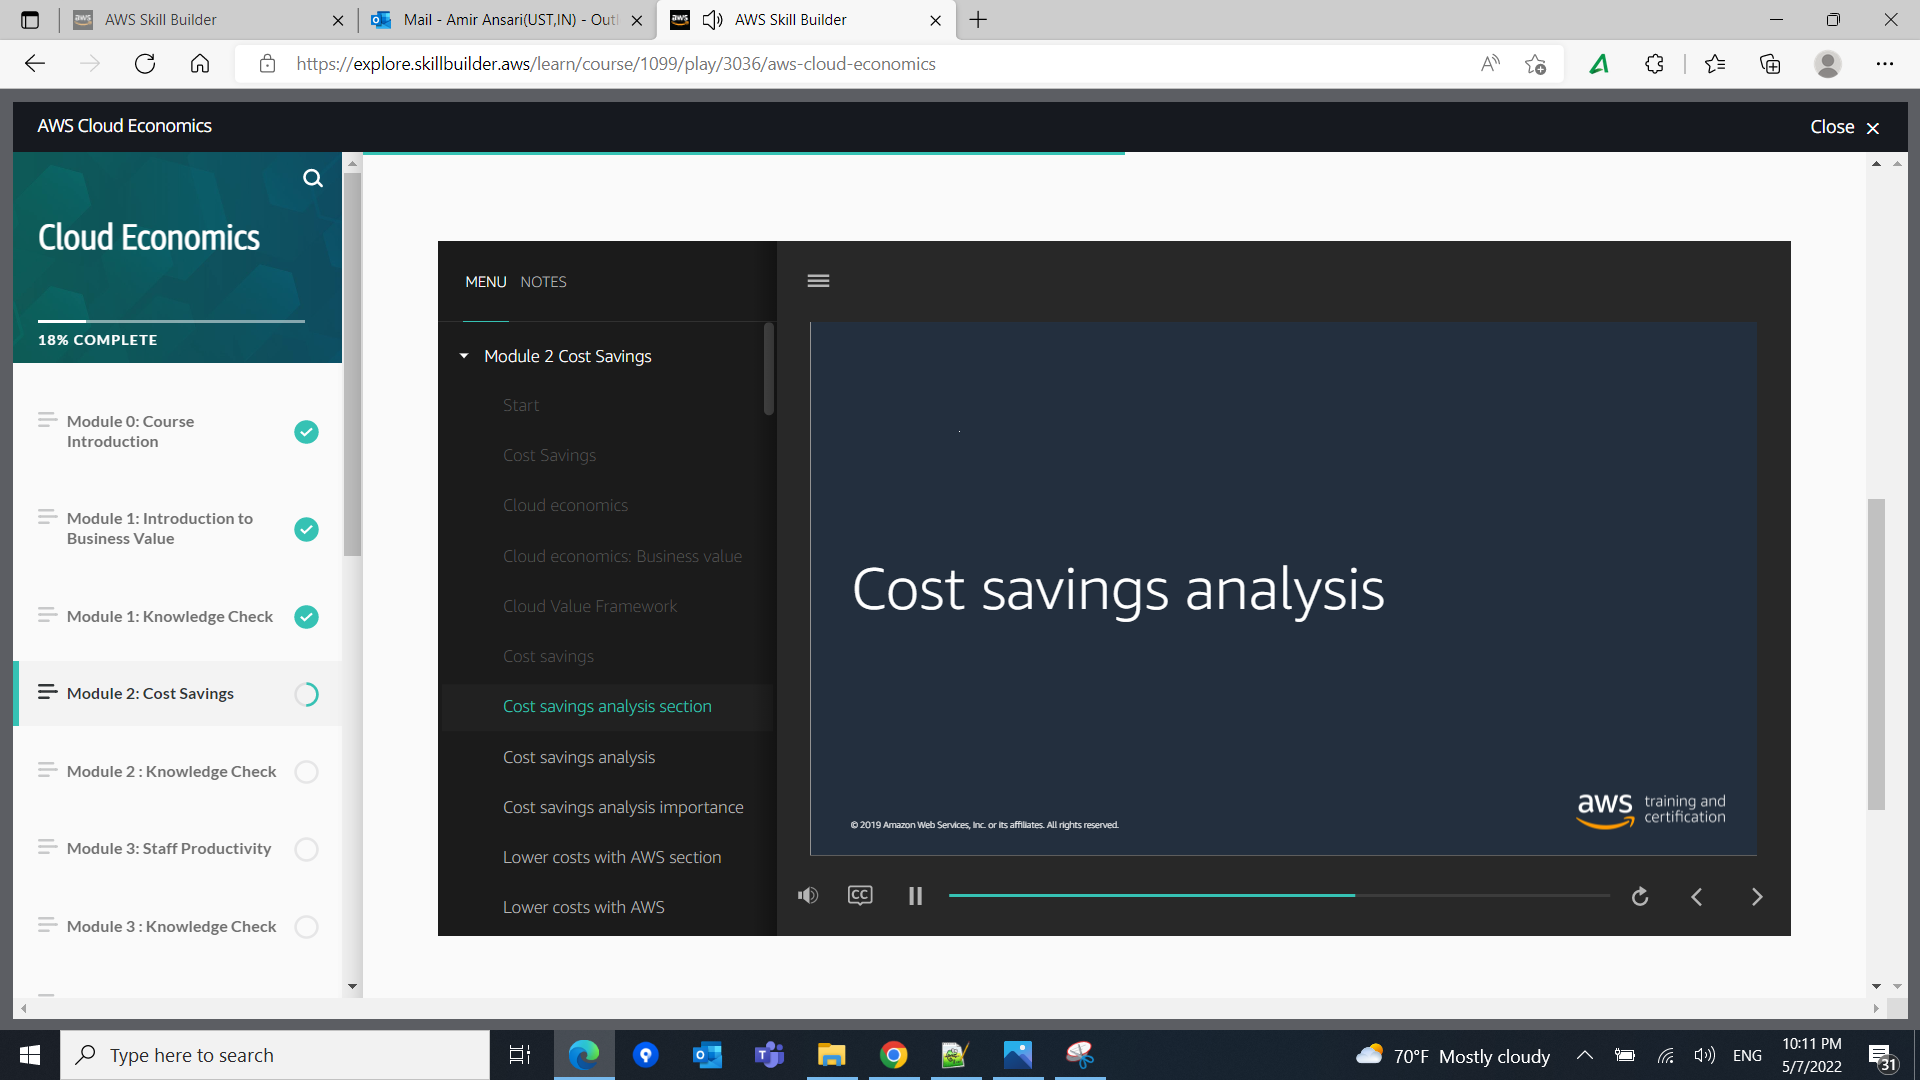 AWS Skill Builder
Mail - Amir Ansari(UST,IN) - Outl
aws
AWS Skill Builder
https://explore.skillbuilder.aws/learn/course/1099/play/3036/aws-cloud-economics
AWS Cloud Economics
Close
Cloud Economics
18% COMPLETE
Module 0: Course
Introduction
Module 1: Introduction to
Business Value
Module 1: Knowledge Check
Module 2: Cost Savings
Module 2 : Knowledge Check
Module 3: Staff Productivity
Module 3 : Knowledge Check
MENU NOTES
Module 2 Cost Savings
Start
Cost Savings
Cloud economics
Cloud economics: Business value
Cloud Value Framework
Cost savings
Cost savings analysis section
Cost savings analysis
Cost savings analysis importance
Lower costs with AWS section
Lower costs with AWS
Cost savings analysis
© 2019 Amazon Web Services, Inc. or its affiliates. All rights reserved.
aws training and
certification
CC
Type here to search
70°F Mostly cloudy
ENG
10:11 PM
5/7/2022
31